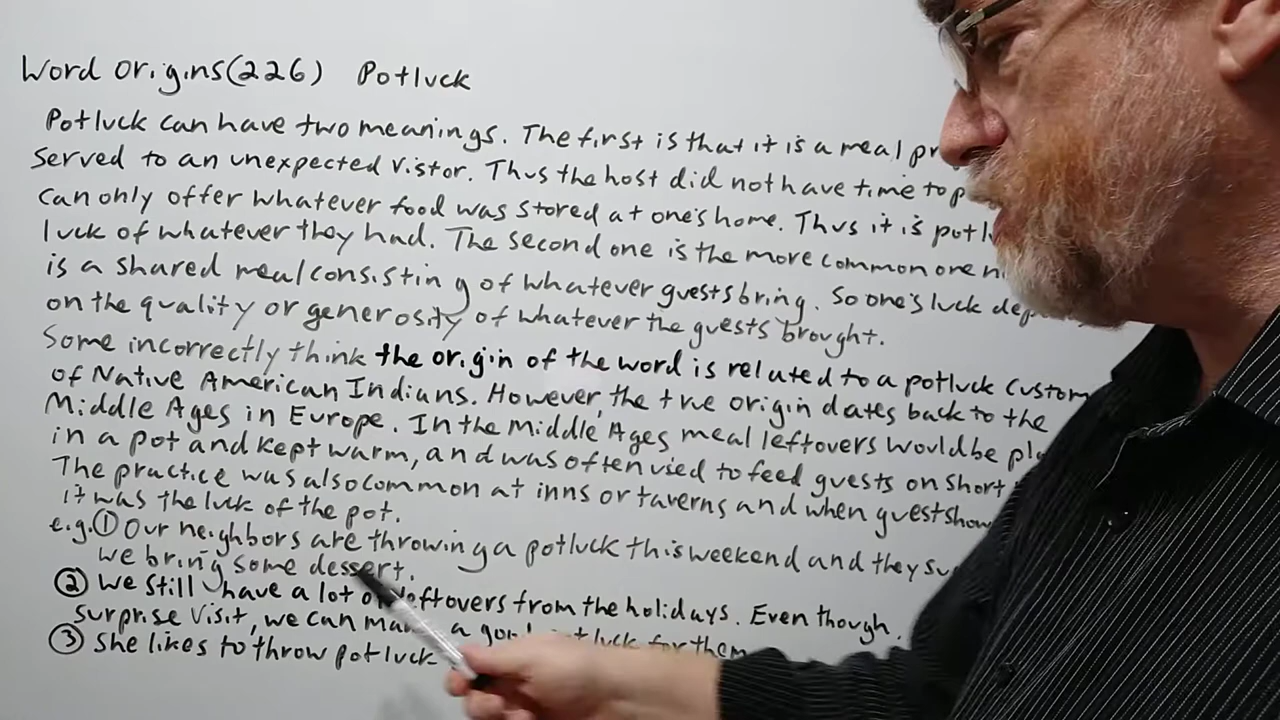 Word Origins(226) Potluck
Potluck can have two meanings. The first is that it is a meal
Served to an unexpected Vistor. Thus the host did not have time to
can only offer whatever food was stored at one's home. Thus it is
luck of whatever they had. The second one is the more common one
is a shared meal consisting of whatever guests bring. So one's luck
on the quality or generosity of whatever the guests brought.
Some incorrectly think the origin of the word is related to a potluck custom
of Native American Indians. However, the true origin dates back to the
Middle Ages in Europe. In the Middle Ages meal leftovers would be
in a pot and kept warm, and was often used to feed guests on short
The practice was also common at inns or taverns and when guest
it was the luck of the pot.
e.g. ① Our neighbors are throwing a potluck this weekend and they
we bring some dessert.
② we still have a lot of leftovers from the holidays. Even though
surprise visit, we can a for them
③ She likes to throw potluck